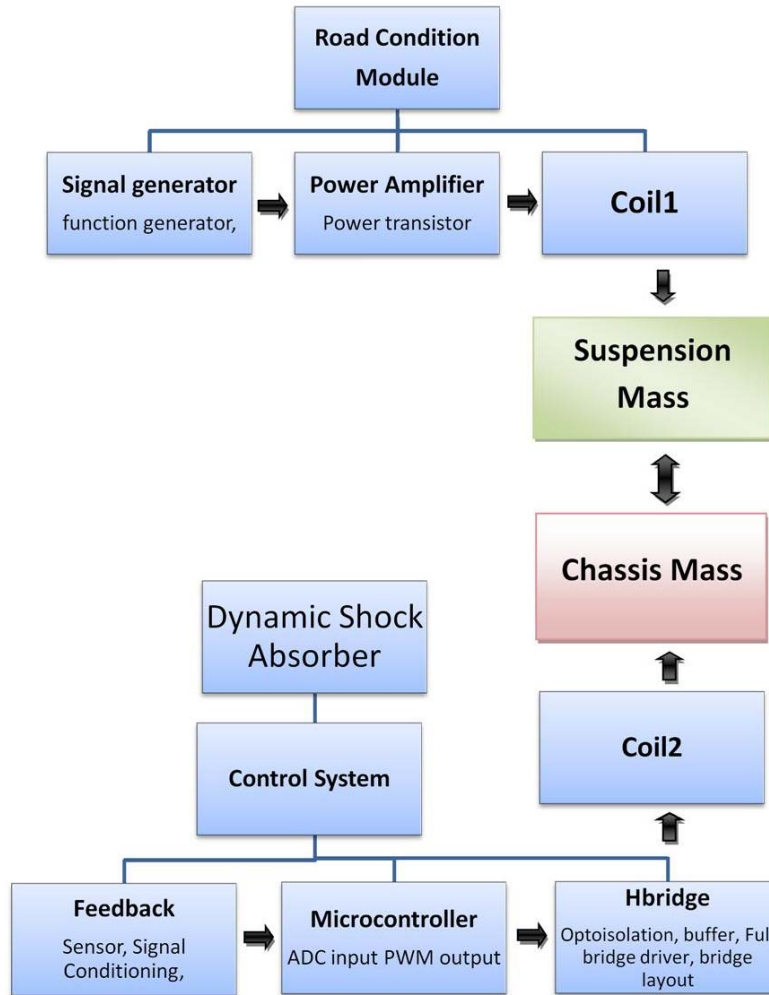 Road Condition
Module
Signal generator
function generator,
Power Amplifier
Power transistor
Coil1
Suspension
Mass
Chassis Mass
Dynamic Shock
Absorber
Coil2
Control System
Feedback
Sensor, Signal
Conditioning,
Microcontroller
ADC input PWM output
Hbridge
Optoisolation, buffer, Full
bridge driver, bridge
layout